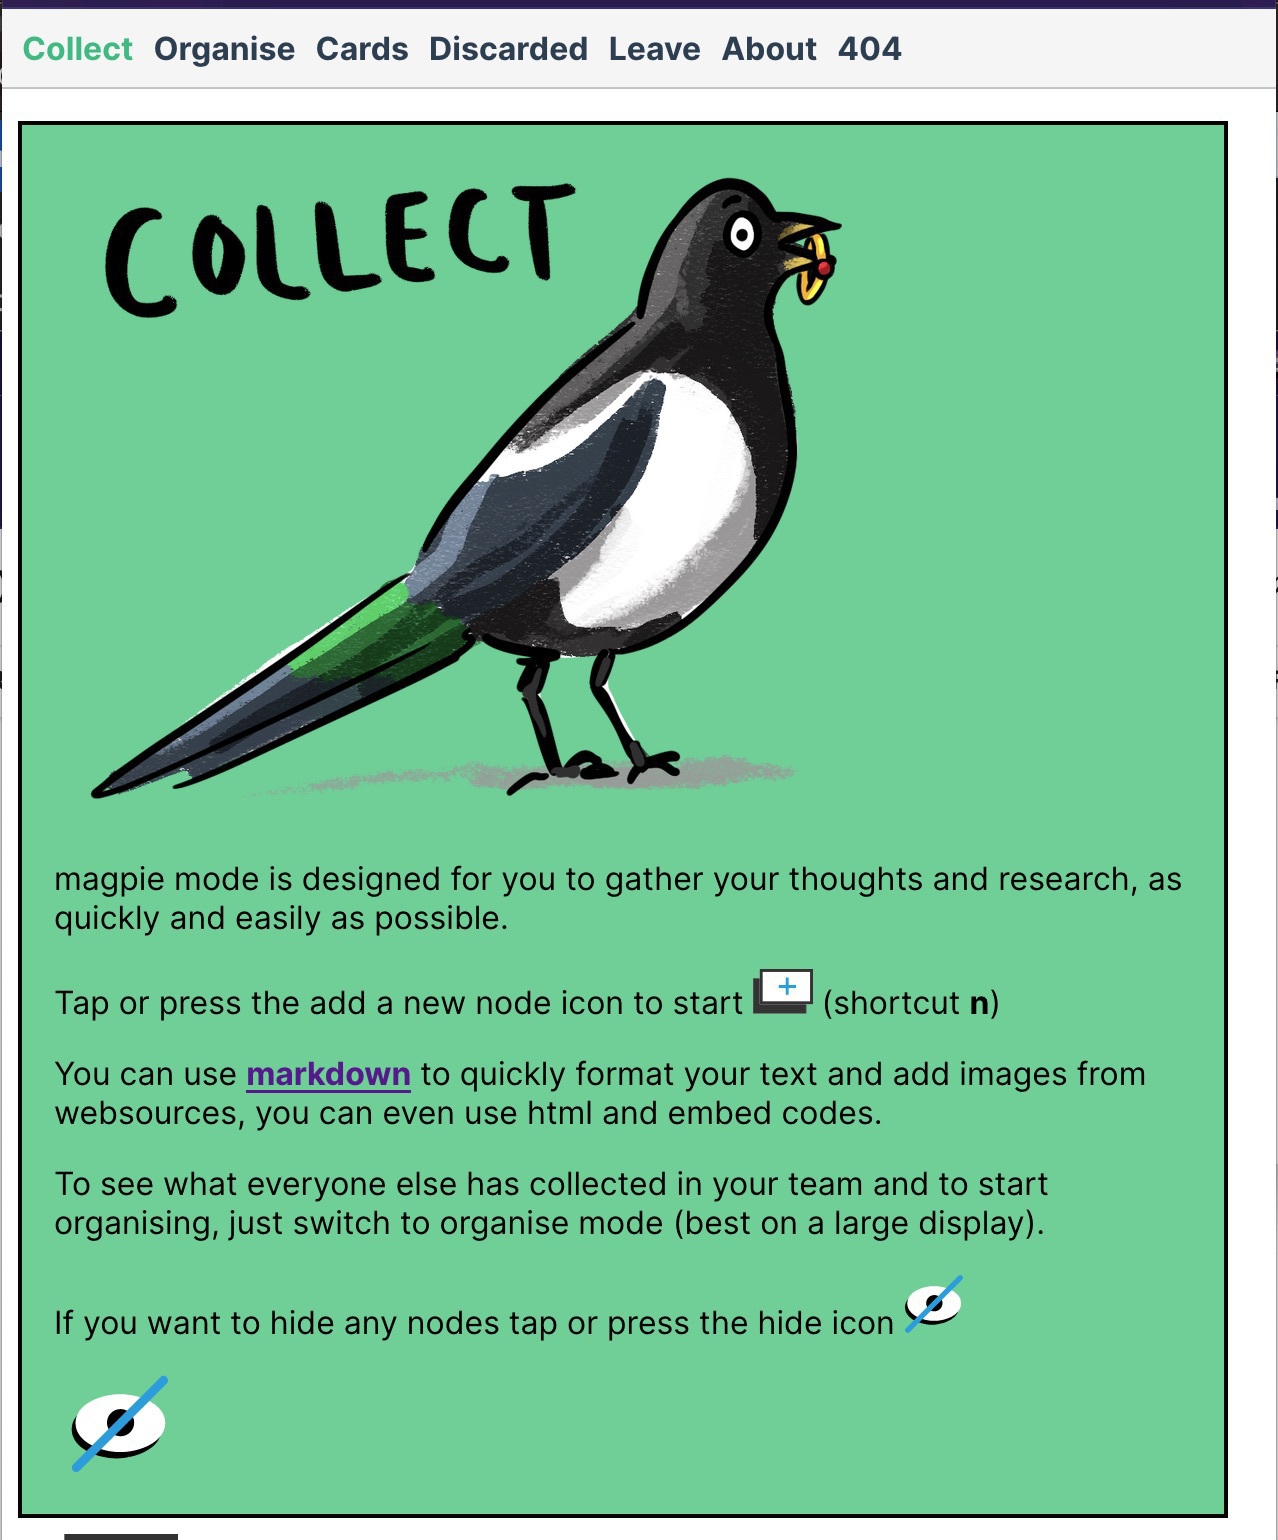 Collect Organise Cards Discarded Leave About 404
COLLECT
magpie mode is designed for you to gather your thoughts and research, as
quickly and easily as possible.
Tap or press the add a new node icon to start (shortcut n)
You can use markdown to quickly format your text and add images from
websources, you can even use html and embed codes.
To see what everyone else has collected in your team and to start
organising, just switch to organise mode (best on a large display).
If you want to hide any nodes tap or press the hide icon